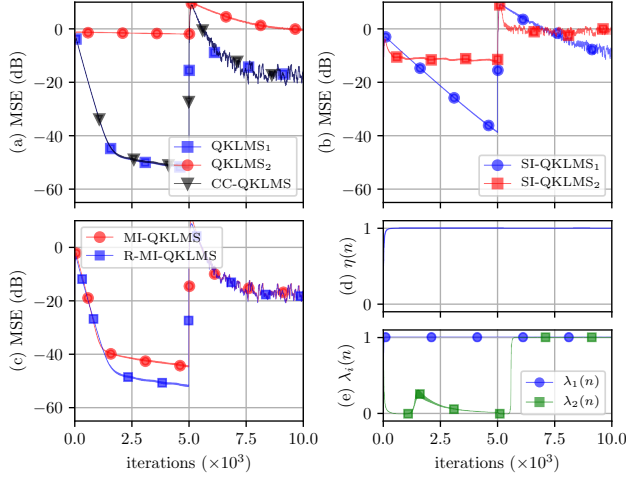 0
−20
−40
−60
(a) MSE (dB)
QKLMS₁
QKLMS₂
CC-QKLMS
0
−20
−40
−60
(b) MSE (dB)
SI-QKLMS₁
SI-QKLMS₂
0
−20
−40
−60
(c) MSE (dB)
MI-QKLMS
R-MI-QKLMS
0.0
2.5
5.0
7.5
10.0
iterations (×10³)
1
0
(d) η(n)
1
0
(e) λᵢ(n)
λ₁(n)
λ₂(n)
0.0
2.5
5.0
7.5
10.0
iterations (×10³)